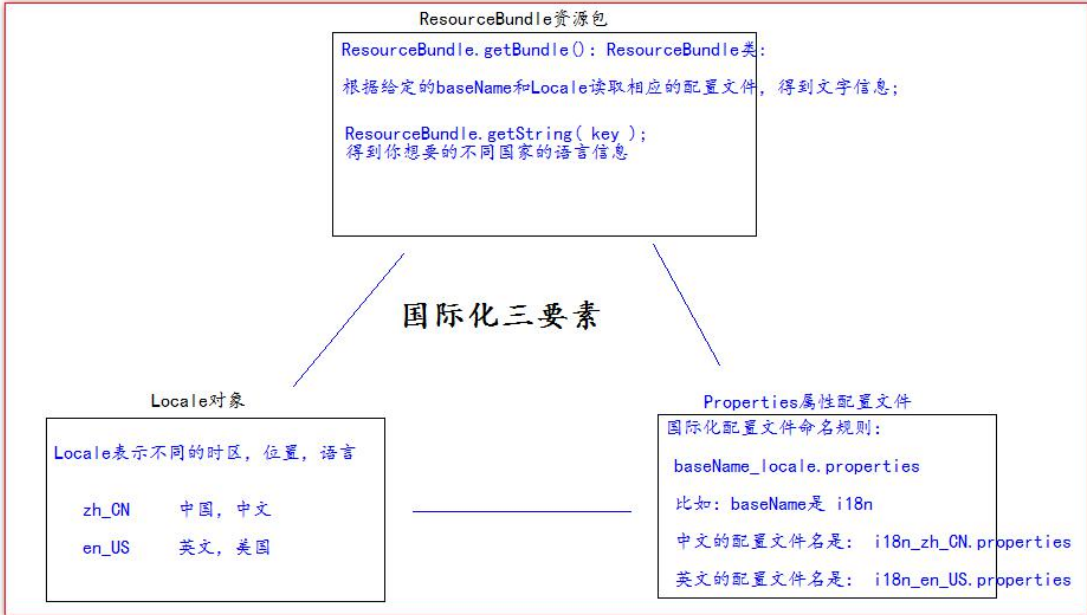 ResourceBundle资源包
ResourceBundle.getBundle(): ResourceBundle类:
根据给定的baseName和Locale读取相应的配置文件，得到文字信息;
ResourceBundle.getString( key );
得到你想要的不同国家的语言信息
国际化三要素
Locale对象
Locale表示不同的时区，位置，语言
zh_CN 中国，中文
en_US 英文，美国
Properties属性配置文件
国际化配置文件命名规则:
baseName_locale.properties
比如: baseName是 i18n
中文的配置文件名是: i18n_zh_CN.properties
英文的配置文件名是: i18n_en_US.properties